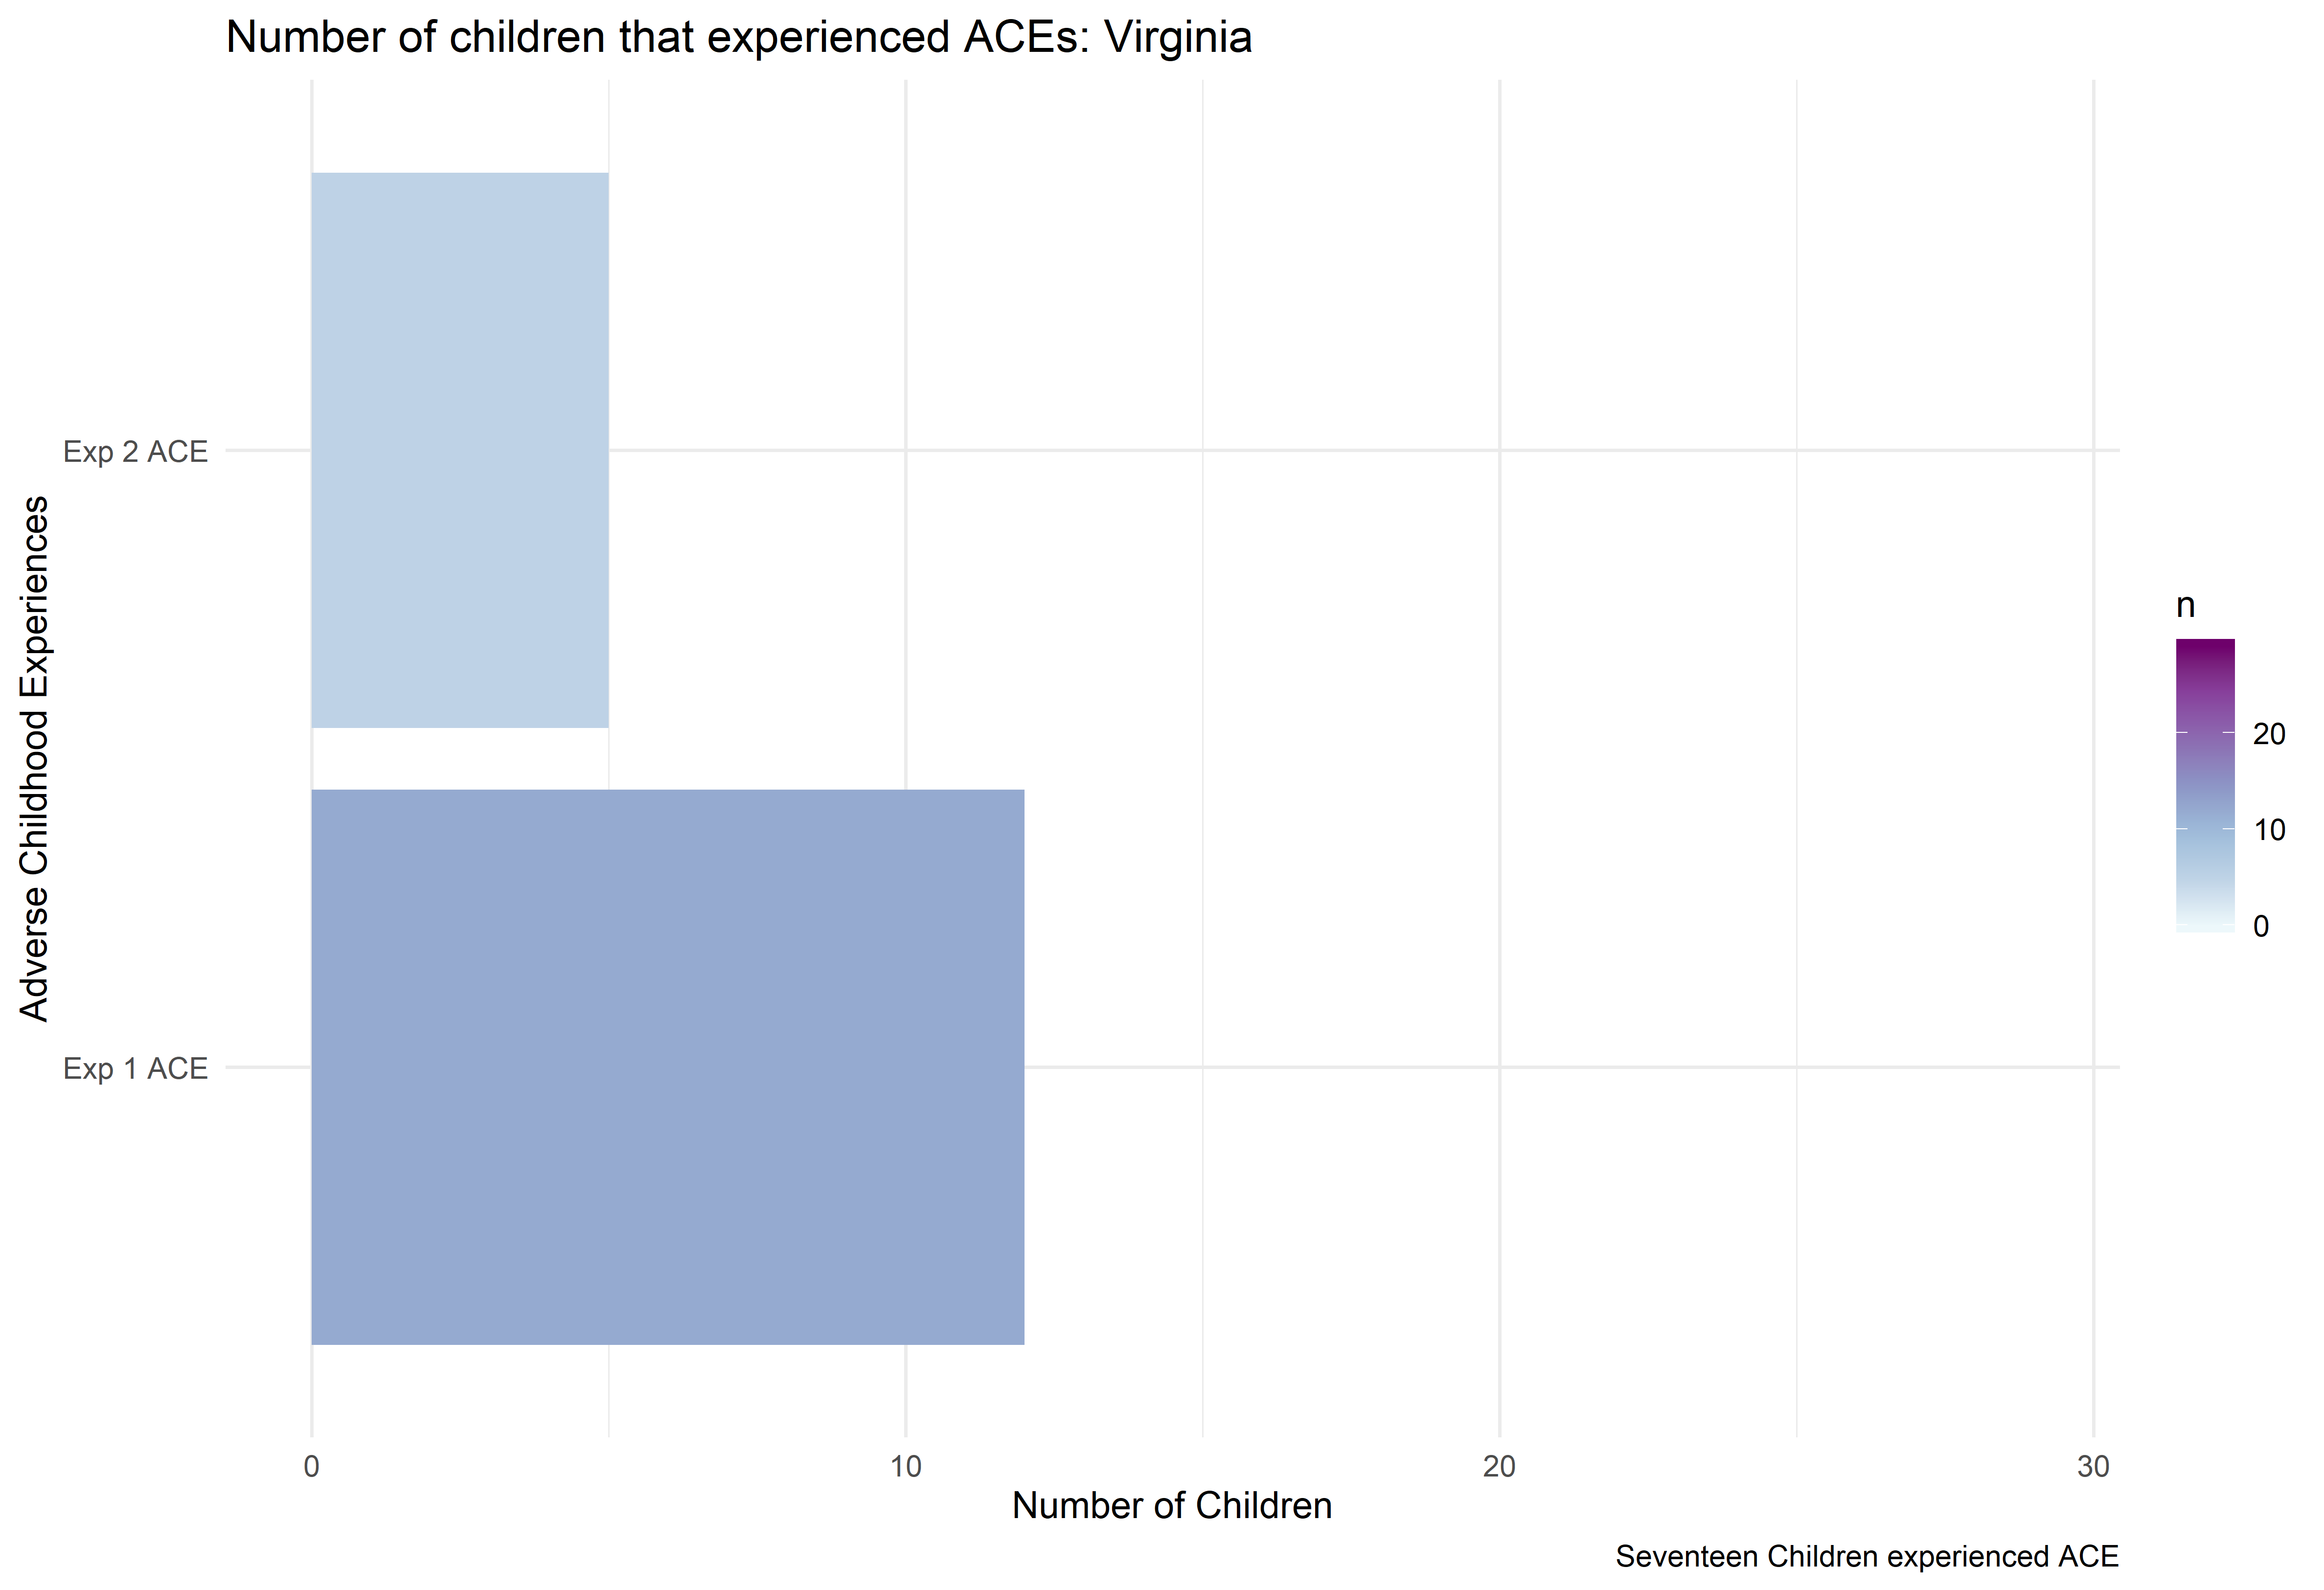 Number of children that experienced ACEs: Virginia
Adverse Childhood Experiences
Exp 2 ACE
Exp 1 ACE
0
10
20
30
Number of Children
n
20
10
0
Seventeen Children experienced ACE